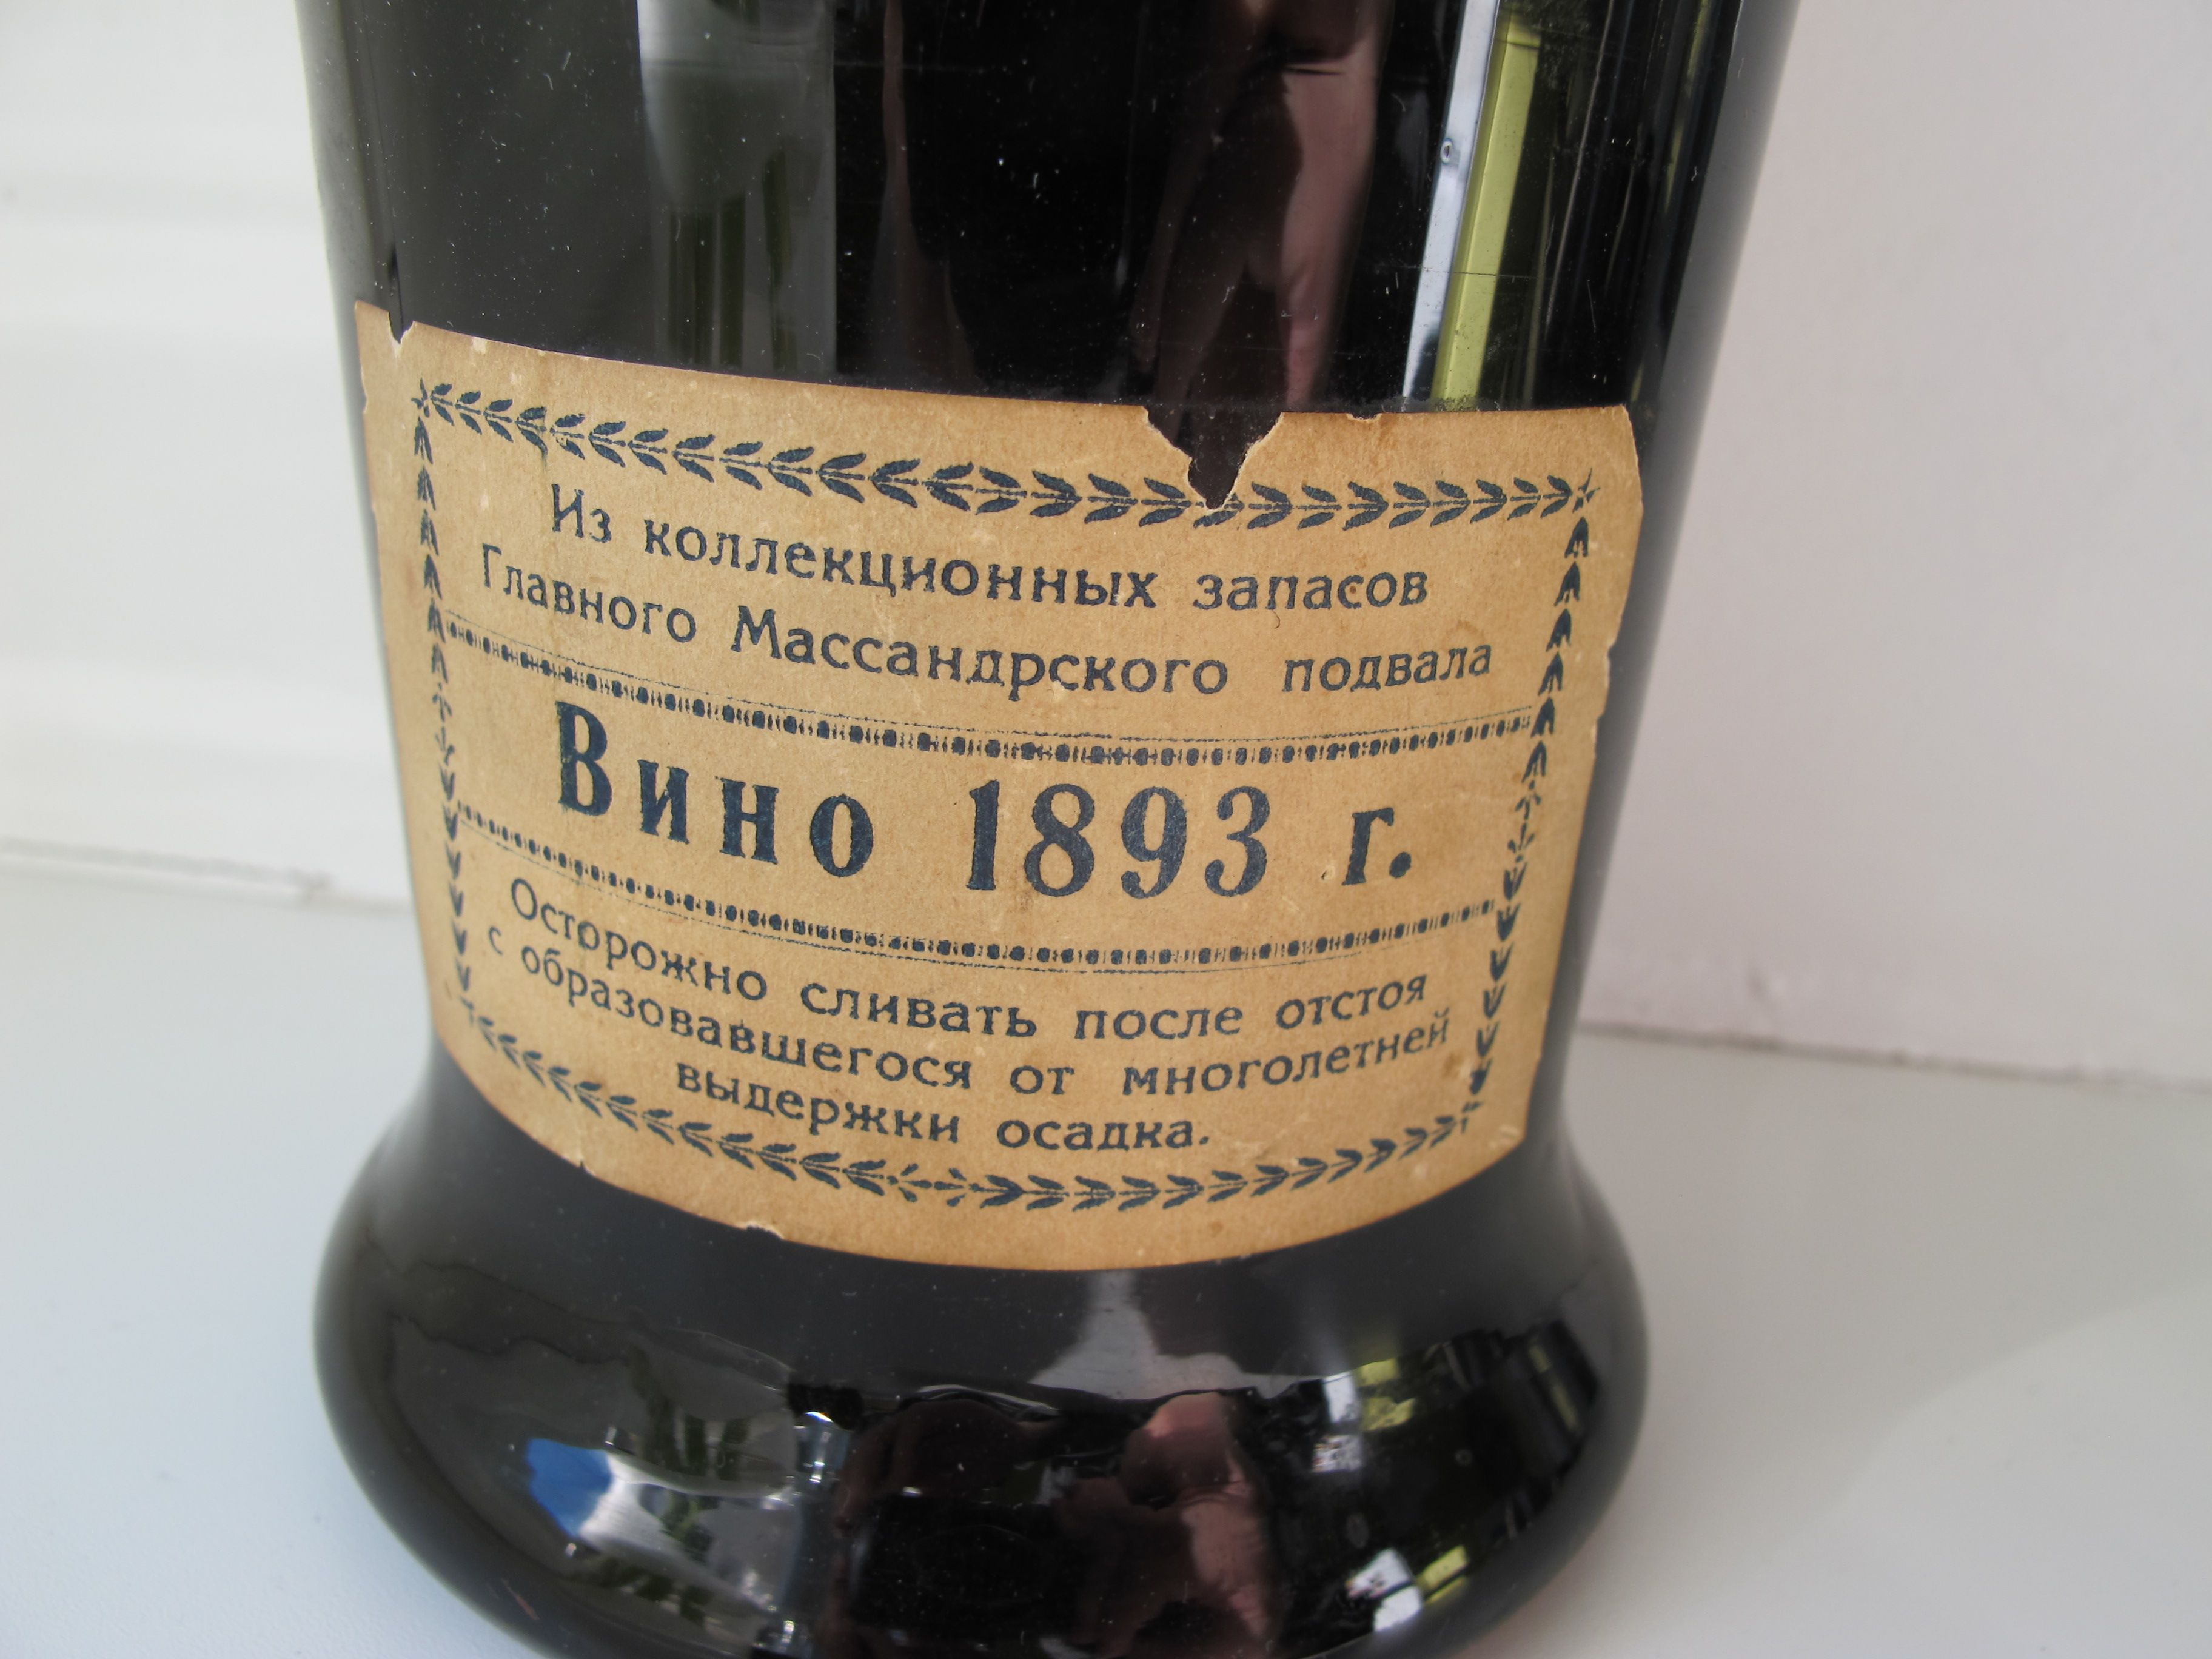 Из коллекционных запасов
Главного Массандрского подвала
Вино 1893 г.
Осторожно сливать после отстоя
с образовавшегося от многолетней
выдержки осадка.